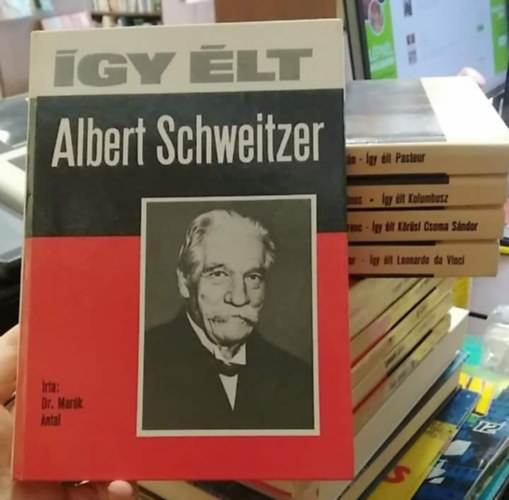 ÍGY ÉLT
Albert Schweitzer
Írta:
Dr. Marék
Antal
Így élt Pasteur
Így élt Kolumbusz
Így élt Kőrösi Csoma Sándor
Így élt Leonardo da Vinci
12